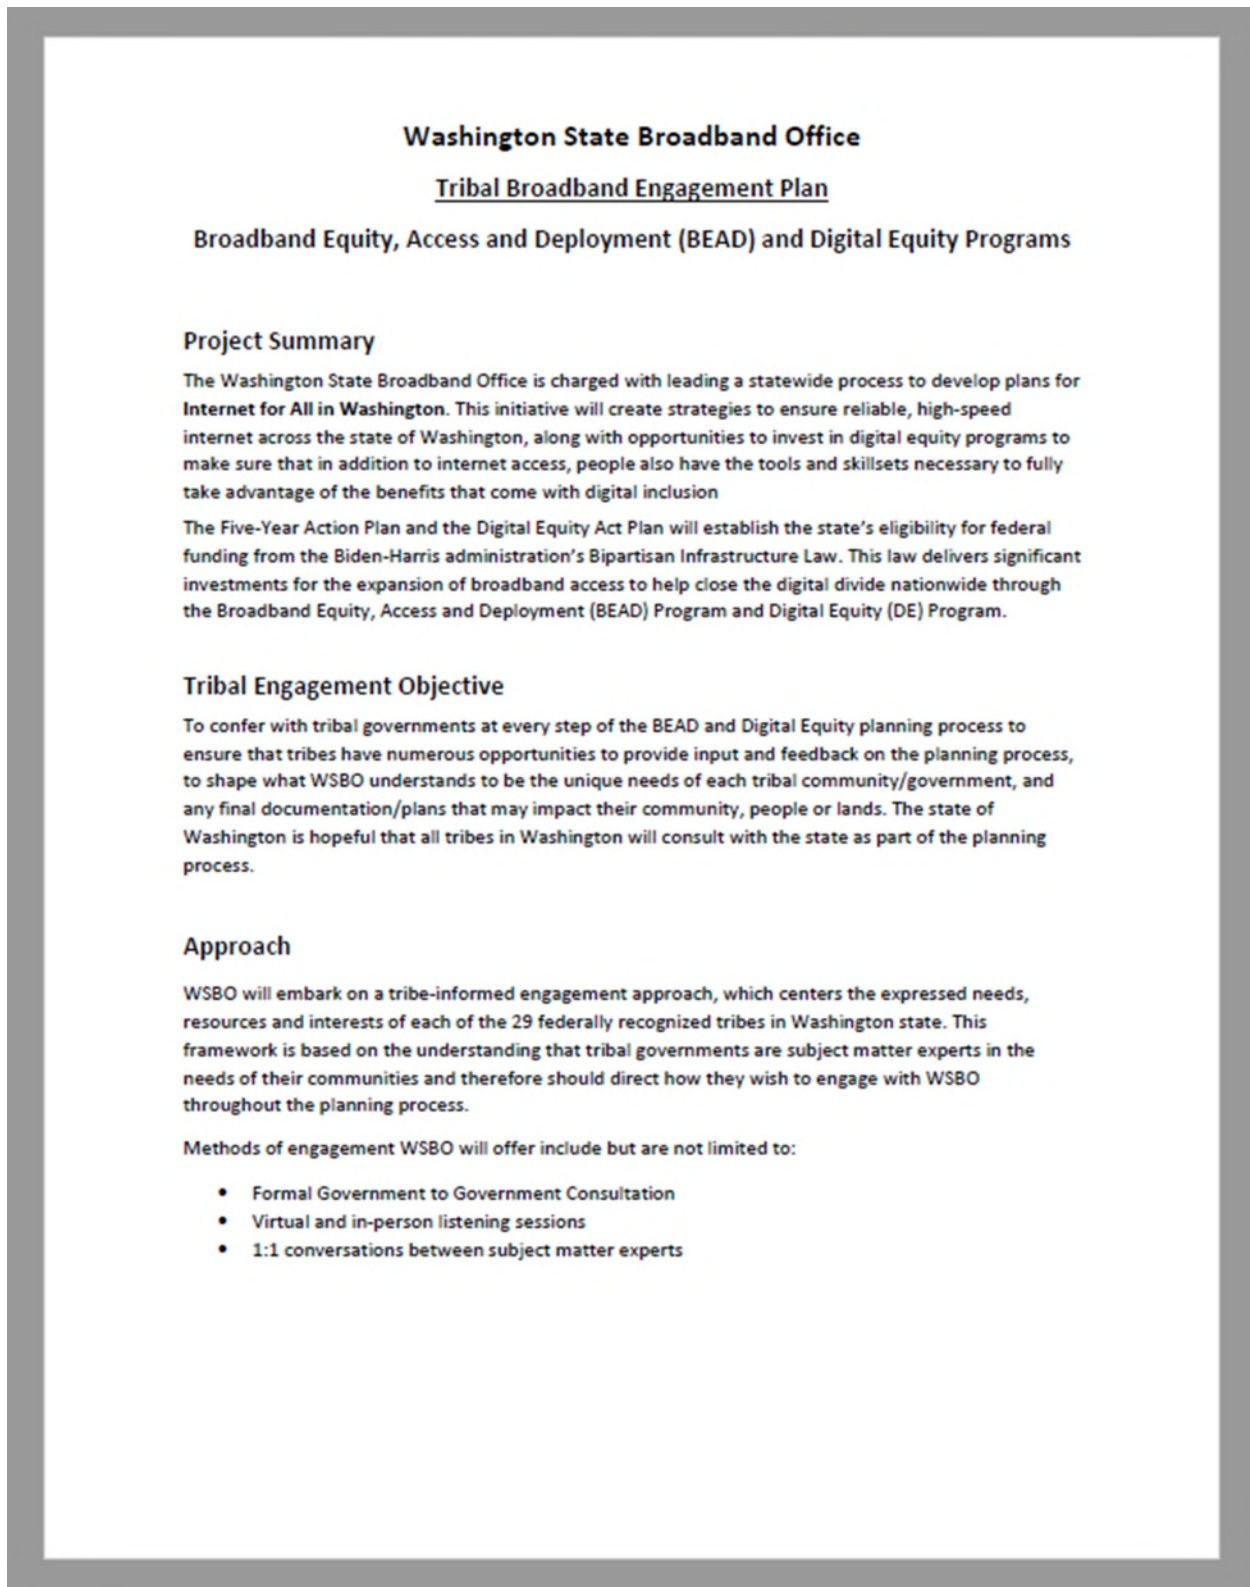 Washington State Broadband Office
Tribal Broadband Engagement Plan
Broadband Equity, Access and Deployment (BEAD) and Digital Equity Programs
Project Summary
The Washington State Broadband Office is charged with leading a statewide process to develop plans for
Internet for All in Washington. This initiative will create strategies to ensure reliable, high-speed
internet across the state of Washington, along with opportunities to invest in digital equity programs to
make sure that in addition to internet access, people also have the tools and skillsets necessary to fully
take advantage of the benefits that come with digital inclusion
The Five-Year Action Plan and the Digital Equity Act Plan will establish the state's eligibility for federal
funding from the Biden-Harris administration's Bipartisan Infrastructure Law. This law delivers significant
investments for the expansion of broadband access to help close the digital divide nationwide through
the Broadband Equity, Access and Deployment (BEAD) Program and Digital Equity (DE) Program.
Tribal Engagement Objective
To confer with tribal governments at every step of the BEAD and Digital Equity planning process to
ensure that tribes have numerous opportunities to provide input and feedback on the planning process,
to shape what WSBO understands to be the unique needs of each tribal community/government, and
any final documentation/plans that may impact their community, people or lands. The state of
Washington is hopeful that all tribes in Washington will consult with the state as part of the planning
process.
Approach
WSBO will embark on a tribe-informed engagement approach, which centers the expressed needs,
resources and interests of each of the 29 federally recognized tribes in Washington state. This
framework is based on the understanding that tribal governments are subject matter experts in the
needs of their communities and therefore should direct how they wish to engage with WSBO
throughout the planning process.
Methods of engagement WSBO will offer include but are not limited to:
• Formal Government to Government Consultation
• Virtual and in-person listening sessions
• 1:1 conversations between subject matter experts